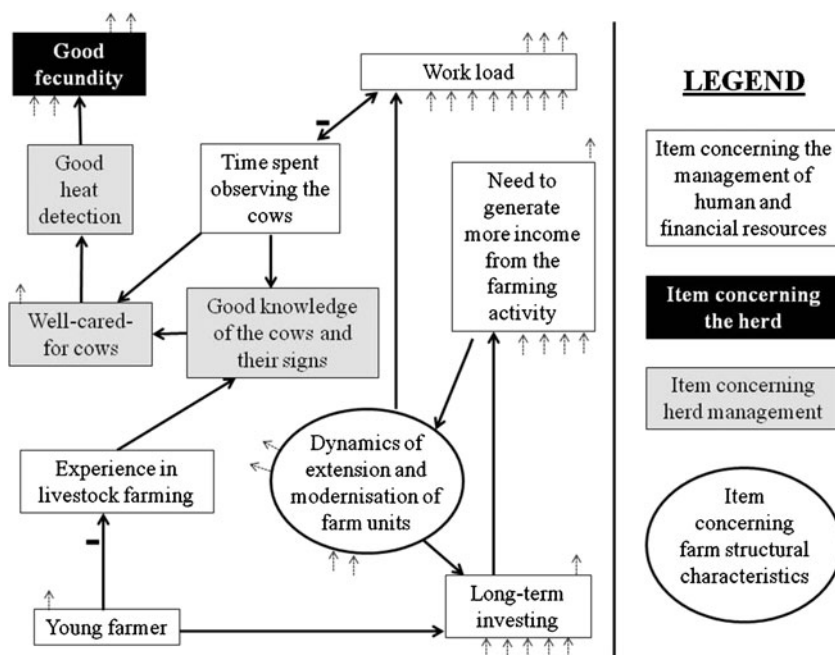 Good
fecundity
Work load
Good
heat
detection
Time spent
observing the
cows
Need to
generate
more income
from the
farming
activity
Well-cared-
for cows
Good knowledge
of the cows and
their signs
Experience in
livestock farming
Dynamics of
extension and
modernisation of
farm units
Young farmer
Long-term
investing
-
-
LEGEND
Item concerning the
management of
human and
financial resources
Item concerning
the herd
Item concerning
herd management
Item
concerning
farm structural
characteristics